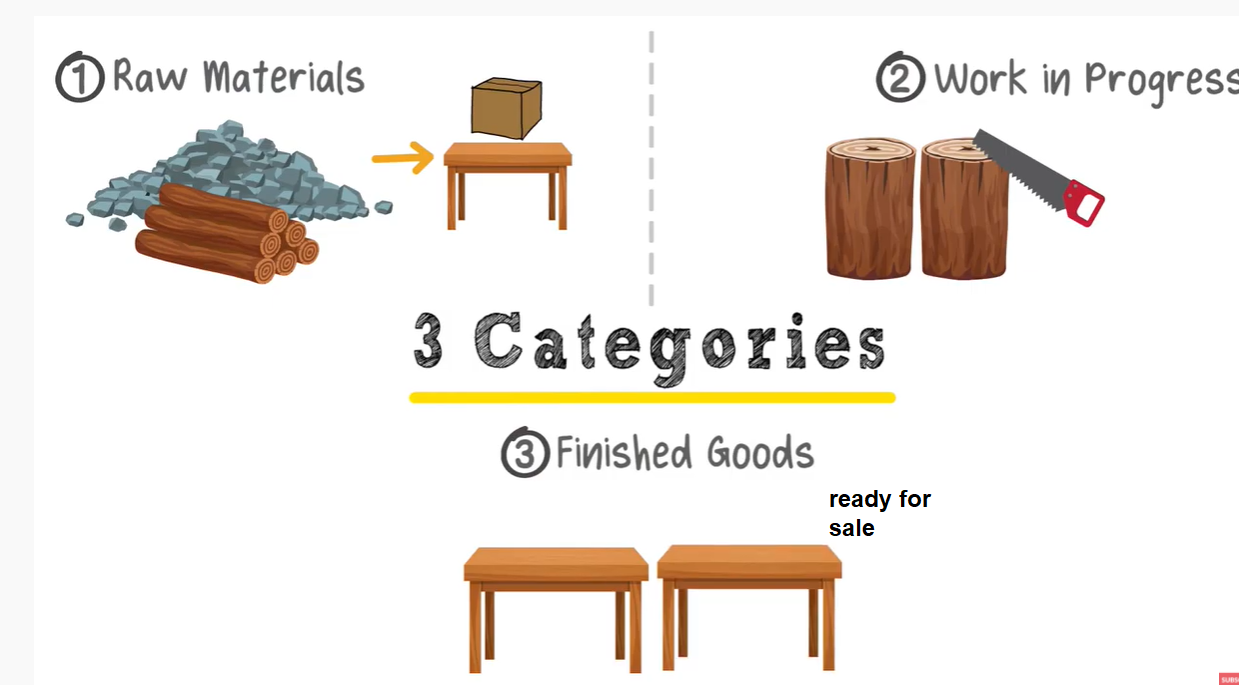 1 Raw Materials
2 Work in Progress
3 Categories
3 Finished Goods
ready for
sale